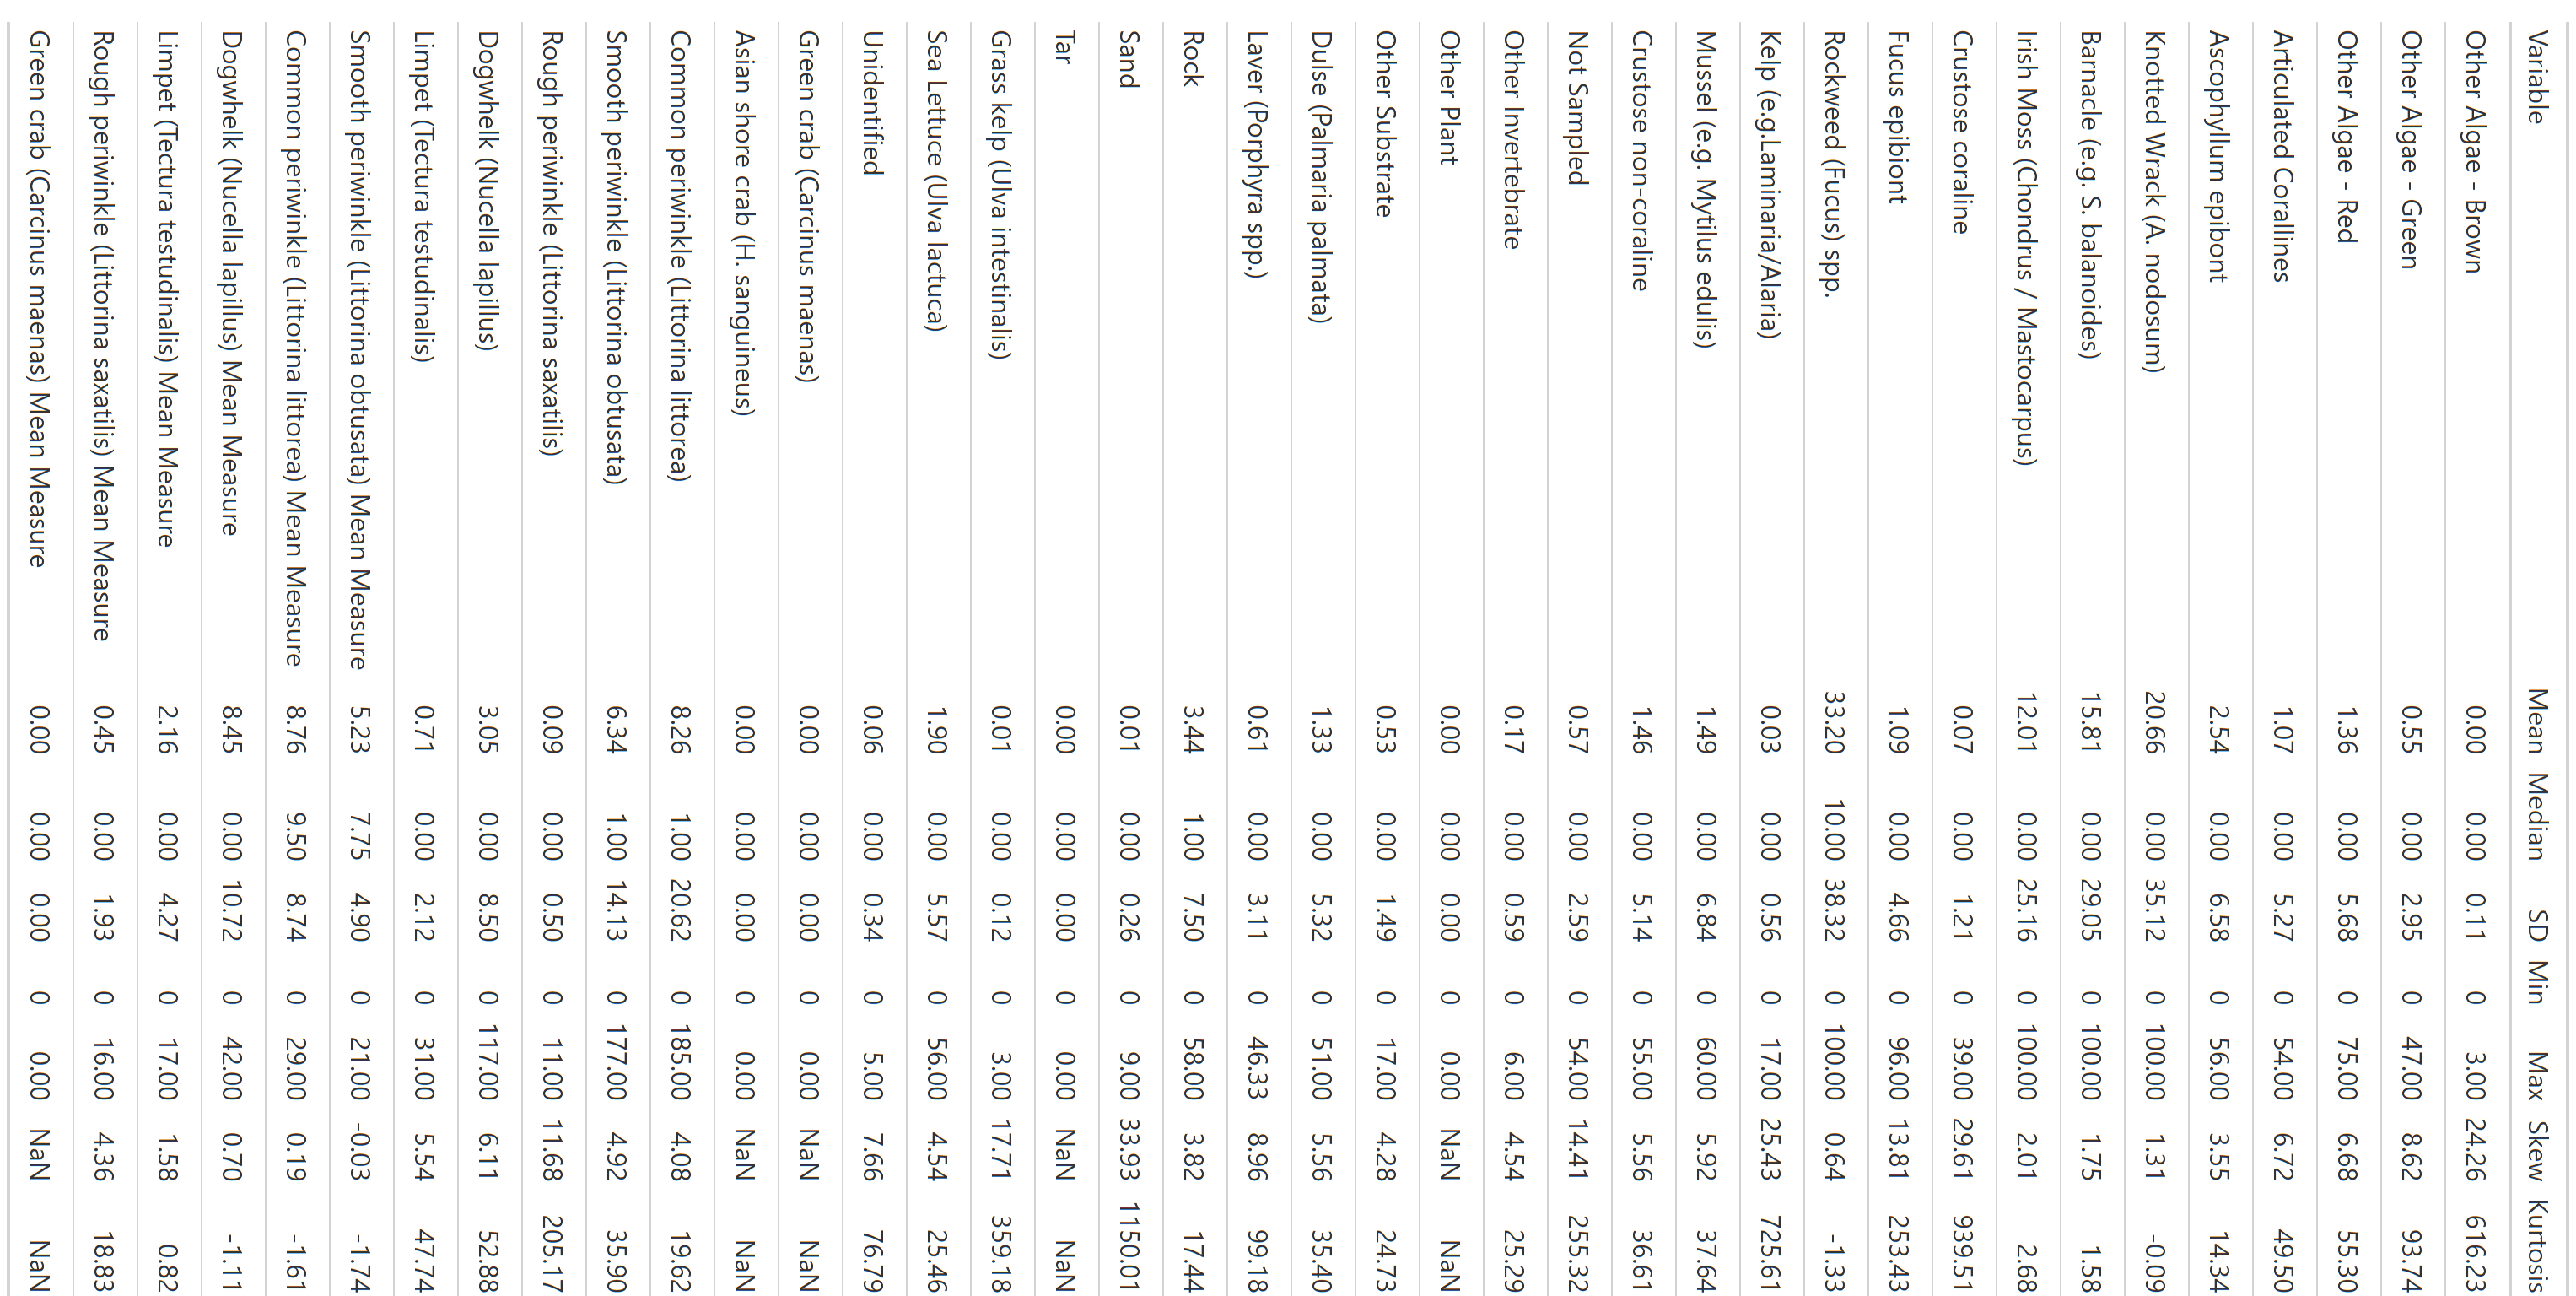 Variable Mean Median SD Min Max Skew Kurtosis
Other Algae - Brown 0.00 0.00 0.11 0 3.00 24.26 616.23
Other Algae - Green 0.55 0.00 2.95 0 47.00 8.62 93.74
Other Algae - Red 1.36 0.00 5.68 0 75.00 6.68 55.30
Articulated Corallines 1.07 0.00 5.27 0 54.00 6.72 49.50
Ascophyllum epibont 2.54 0.00 6.58 0 56.00 3.55 14.34
Knotted Wrack (A. nodosum) 20.66 0.00 35.12 0 100.00 1.31 -0.09
Barnacle (e.g. S. balanoides) 15.81 0.00 29.05 0 100.00 1.75 1.58
Irish Moss (Chondrus / Mastocarpus) 12.01 0.00 25.16 0 100.00 2.01 2.68
Crustose coraline 0.07 0.00 1.21 0 39.00 29.61 939.51
Fucus epibiont 1.09 0.00 4.66 0 96.00 13.81 253.43
Rockweed (Fucus) spp. 33.20 10.00 38.32 0 100.00 0.64 -1.33
Kelp (e.g.Laminaria/Alaria) 0.03 0.00 0.56 0 17.00 25.43 725.61
Mussel (e.g. Mytilus edulis) 1.49 0.00 6.84 0 60.00 5.92 37.64
Crustose non-coraline 1.46 0.00 5.14 0 55.00 5.56 36.61
Not Sampled 0.57 0.00 2.59 0 54.00 14.41 255.32
Other Invertebrate 0.17 0.00 0.59 0 6.00 4.54 25.29
Other Plant 0.00 0.00 0.00 0 0.00 NaN NaN
Other Substrate 0.53 0.00 1.49 0 17.00 4.28 24.73
Dulse (Palmaria palmata) 1.33 0.00 5.32 0 51.00 5.56 35.40
Laver (Porphyra spp.) 0.61 0.00 3.11 0 46.33 8.96 99.18
Rock 3.44 1.00 7.50 0 58.00 3.82 17.44
Sand 0.01 0.00 0.26 0 9.00 33.93 1150.01
Tar 0.00 0.00 0.00 0 0.00 NaN NaN
Grass kelp (Ulva intestinalis) 0.01 0.00 0.12 0 3.00 17.71 359.18
Sea Lettuce (Ulva lactuca) 1.90 0.00 5.57 0 56.00 4.54 25.46
Unidentified 0.06 0.00 0.34 0 5.00 7.66 76.79
Green crab (Carcinus maenas) 0.00 0.00 0.00 0 0.00 NaN NaN
Asian shore crab (H. sanguineus) 0.00 0.00 0.00 0 0.00 NaN NaN
Common periwinkle (Littorina littorea) 8.26 1.00 20.62 0 185.00 4.08 19.62
Smooth periwinkle (Littorina obtusata) 6.34 1.00 14.13 0 177.00 4.92 35.90
Rough periwinkle (Littorina saxatilis) 0.09 0.00 0.50 0 11.00 11.68 205.17
Dogwhelk (Nucella lapillus) 3.05 0.00 8.50 0 117.00 6.11 52.88
Limpet (Tectura testudinalis) 0.71 0.00 2.12 0 31.00 5.54 47.74
Smooth periwinkle (Littorina obtusata) Mean Measure 5.23 7.75 4.90 0 21.00 -0.03 -1.74
Common periwinkle (Littorina littorea) Mean Measure 8.76 9.50 8.74 0 29.00 0.19 -1.61
Dogwhelk (Nucella lapillus) Mean Measure 8.45 0.00 10.72 0 42.00 0.70 -1.11
Limpet (Tectura testudinalis) Mean Measure 2.16 0.00 4.27 0 17.00 1.58 0.82
Rough periwinkle (Littorina saxatilis) Mean Measure 0.45 0.00 1.93 0 16.00 4.36 18.83
Green crab (Carcinus maenas) Mean Measure 0.00 0.00 0.00 0 0.00 NaN NaN